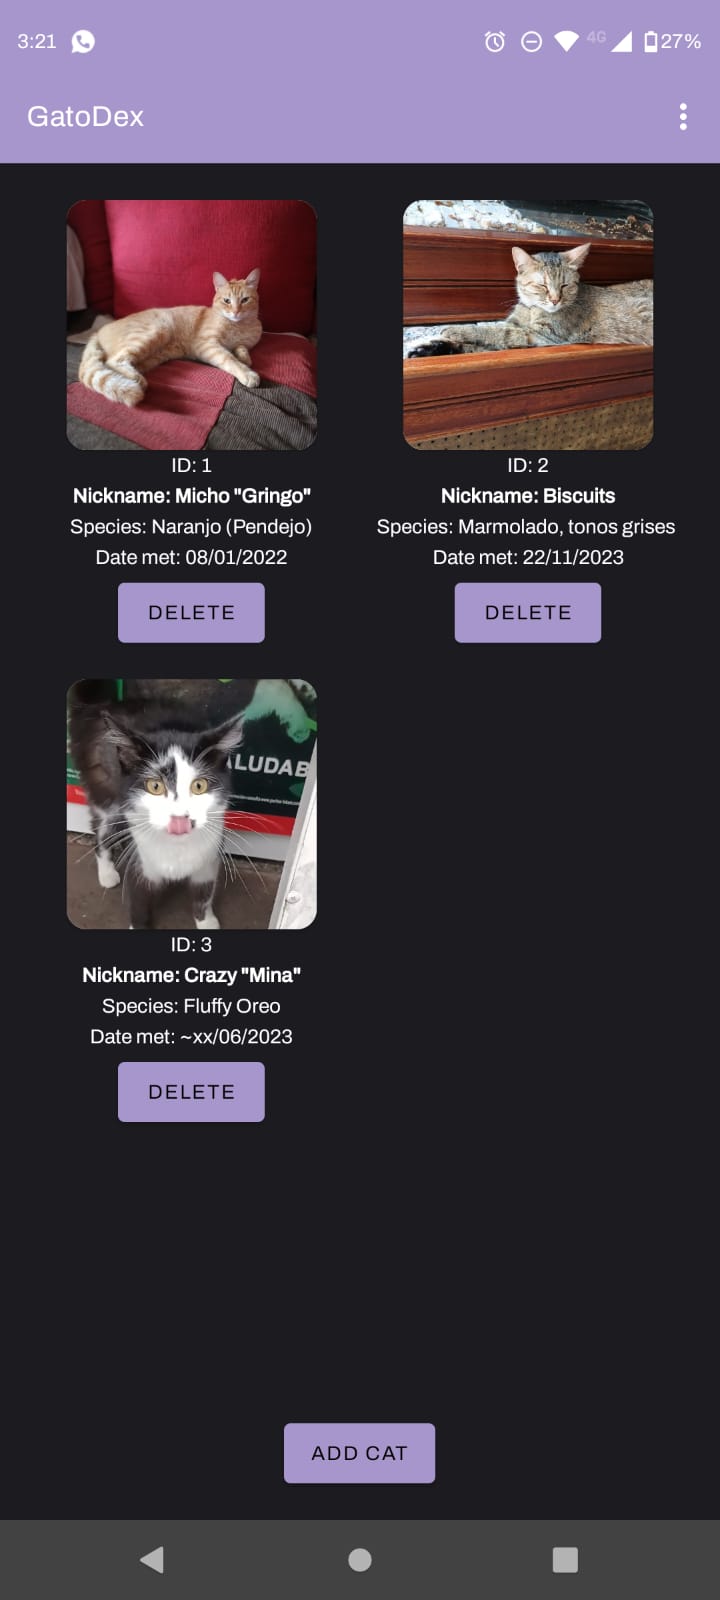 3:21
4G
27%
GatoDex
ALUDAB
ID: 1
Nickname: Micho "Gringo"
Species: Naranjo (Pendejo)
Date met: 08/01/2022
DELETE
ID: 2
Nickname: Biscuits
Species: Marmolado, tonos grises
Date met: 22/11/2023
DELETE
ID: 3
Nickname: Crazy "Mina"
Species: Fluffy Oreo
Date met: ~xx/06/2023
DELETE
ADD CAT